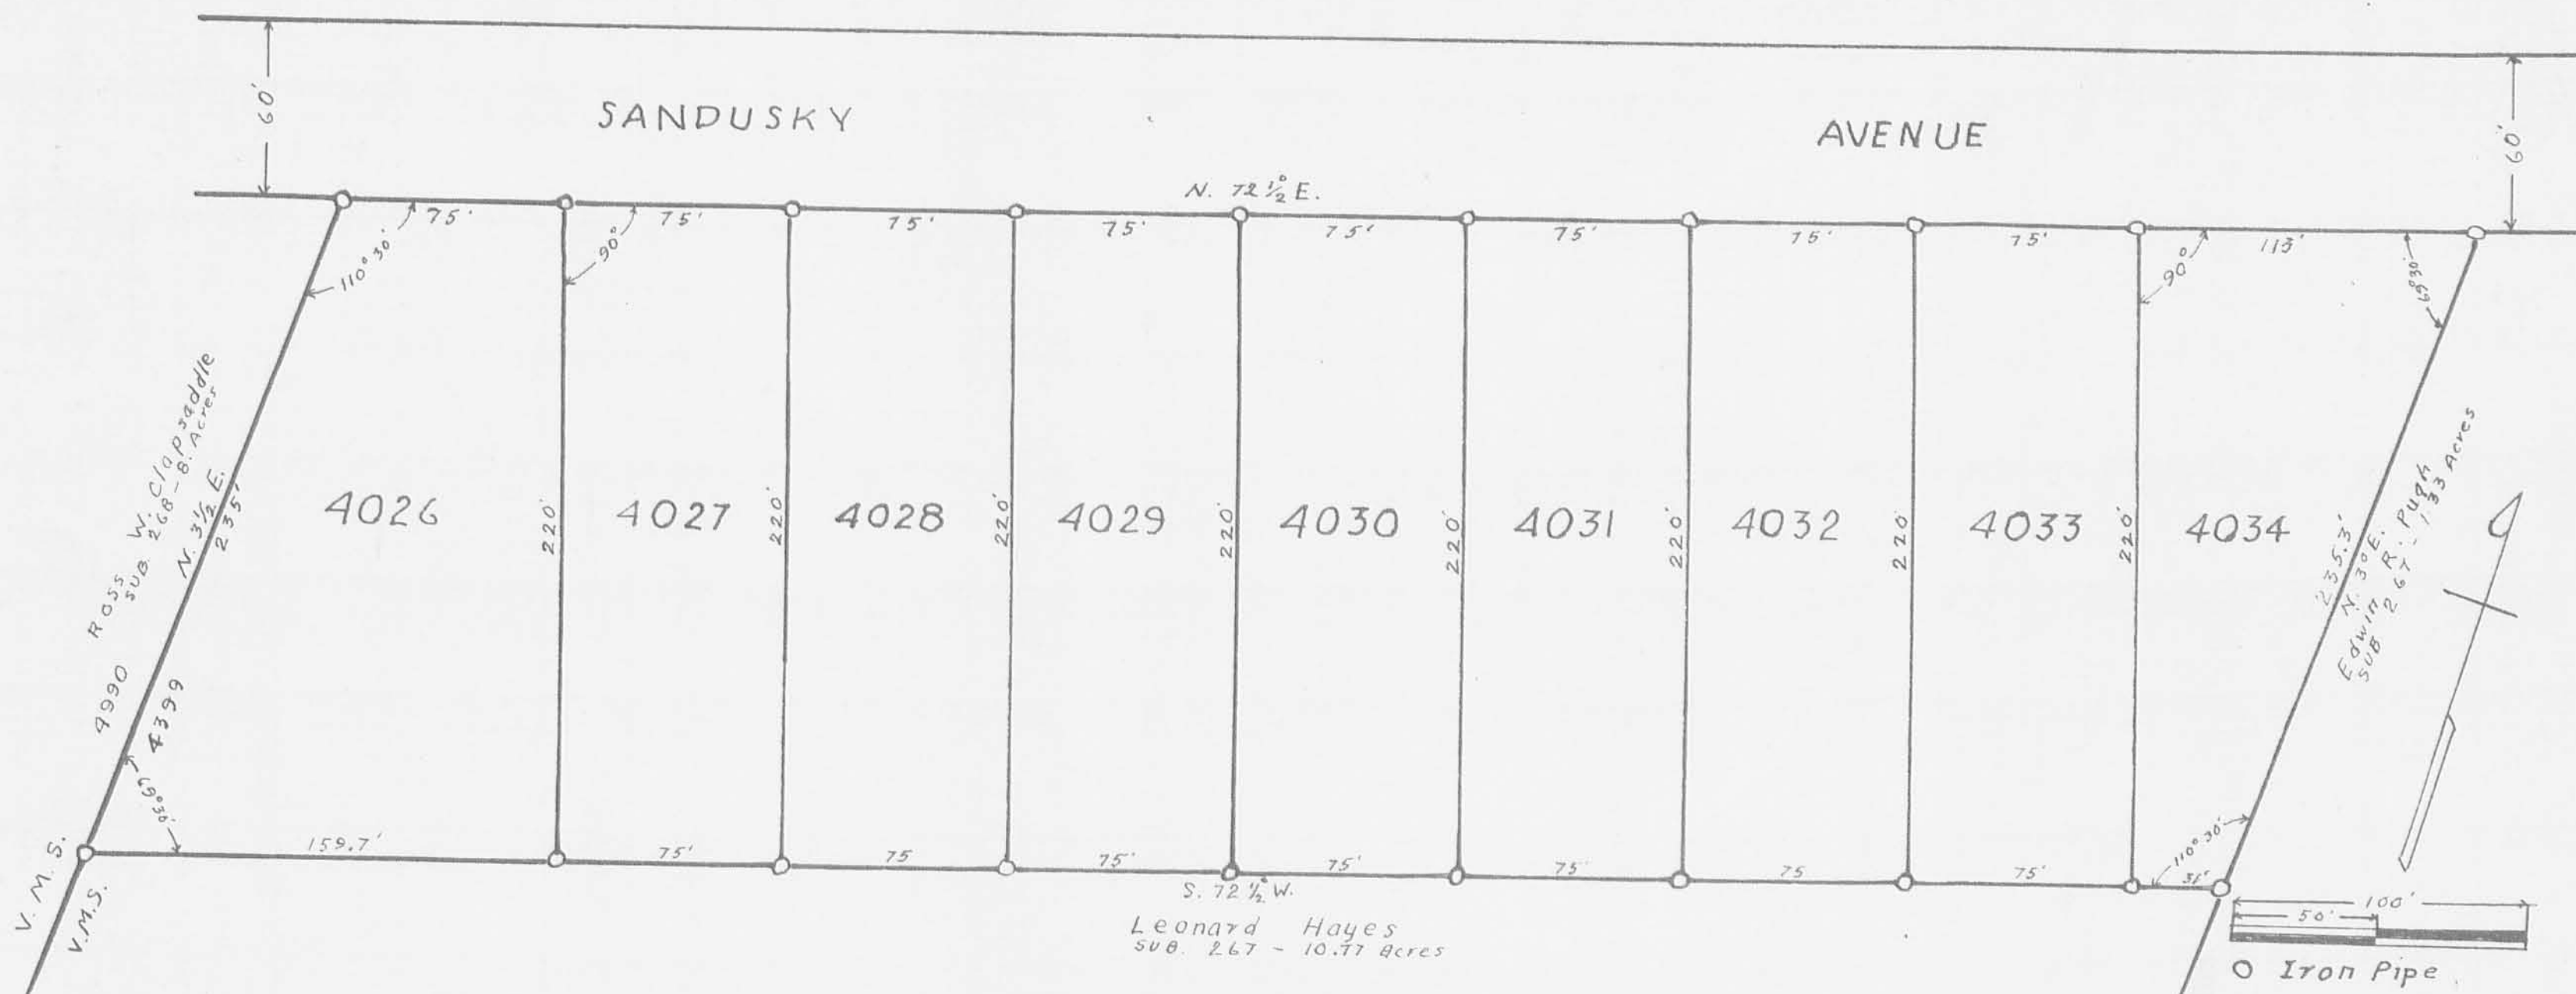 60'
SANDUSKY AVENUE
60'
N. 72 ½° E.
75' 75' 75' 75' 75' 75' 75' 75' 113'
110° 30' 90° 90° 69° 30'
Ross W. Clapsaddle
SUB. 268 - 8. Acres
N. 3½ E.
235'
4026 220' 4027 220' 4028 220' 4029 220' 4030 220' 4031 220' 4032 220' 4033 220' 4034
235.3'
N. 3° E.
Edwin R. Pugh
SUB 267 - 1.33 Acres
4990
4399
69° 30'
110° 30'
159.7' 75' 75 75' 75' 75' 75 75'
V. M. S.
V. M. S.
S. 72 ½° W.
Leonard Hayes
SUB. 267 - 10.77 Acres
100'
50'
O Iron Pipe